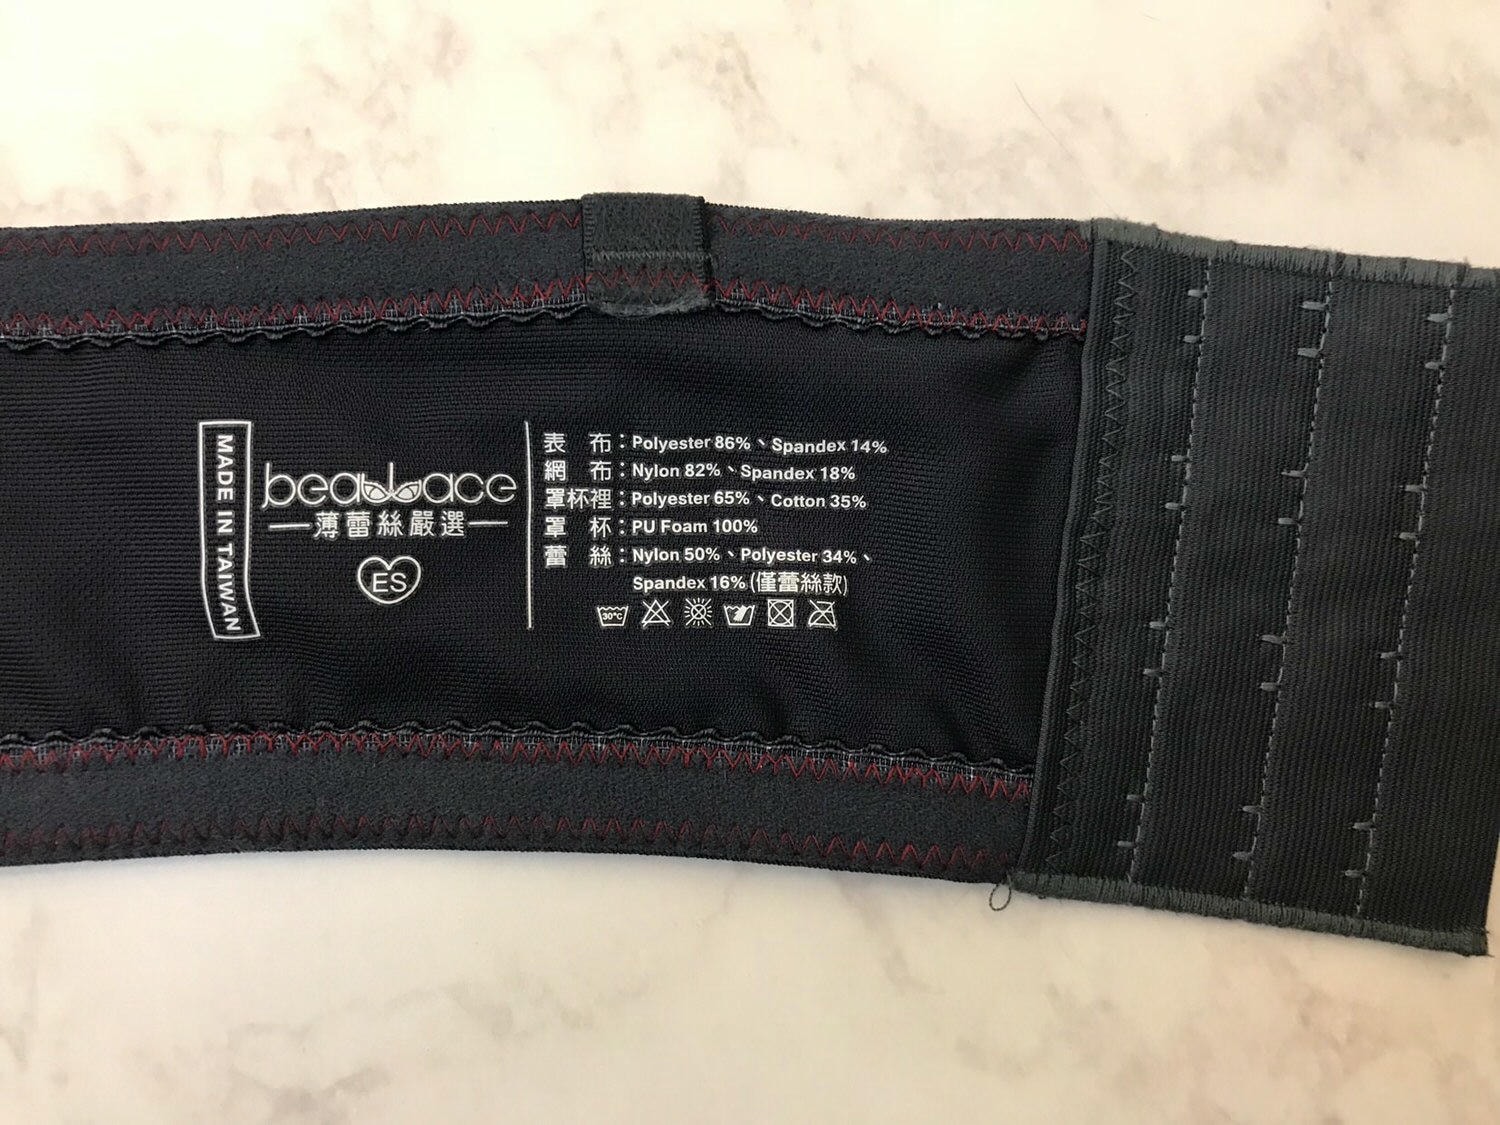 MADE IN TAIWAN
beauLace
薄蕾絲嚴選
ES
表 布：Polyester 86%、Spandex 14%
網 布：Nylon 82%、Spandex 18%
罩杯裡：Polyester 65%、Cotton 35%
罩 杯：PU Foam 100%
蕾 絲：Nylon 50%、Polyester 34%、
Spandex 16% (僅蕾絲款)
30°C